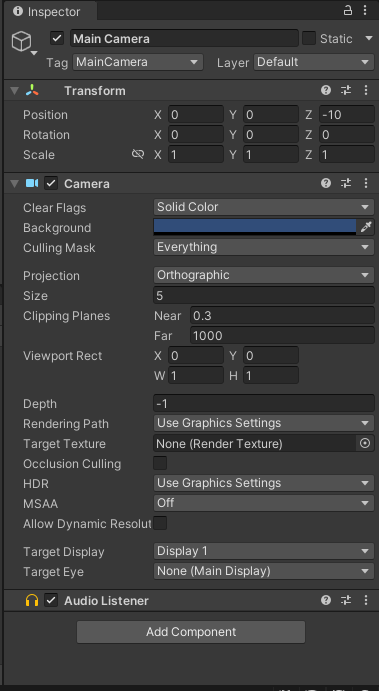 Inspector
Main Camera Static
Tag MainCamera Layer Default
Transform
Position X 0 Y 0 Z -10
Rotation X 0 Y 0 Z 0
Scale X 1 Y 1 Z 1
Camera
Clear Flags Solid Color
Background
Culling Mask Everything
Projection Orthographic
Size 5
Clipping Planes Near 0.3
Far 1000
Viewport Rect X 0 Y 0
W 1 H 1
Depth -1
Rendering Path Use Graphics Settings
Target Texture None (Render Texture)
Occlusion Culling
HDR Use Graphics Settings
MSAA Off
Allow Dynamic Resolut
Target Display Display 1
Target Eye None (Main Display)
Audio Listener
Add Component